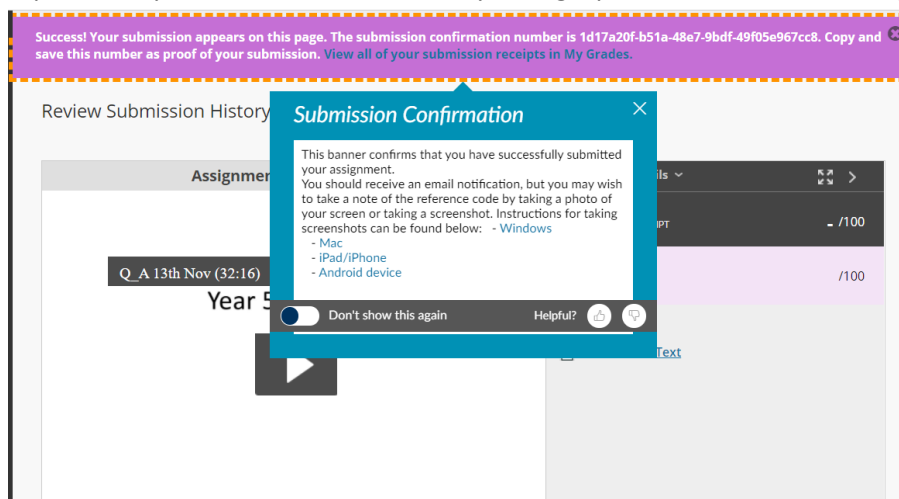 Success! Your submission appears on this page. The submission confirmation number is 1d17a20f-b51a-48e7-9bdf-49f05e967cc8. Copy and
save this number as proof of your submission. View all of your submission receipts in My Grades.
Review Submission History
Submission Confirmation
This banner confirms that you have successfully submitted
your assignment.
You should receive an email notification, but you may wish
to take a note of the reference code by taking a photo of
your screen or taking a screenshot. Instructions for taking
screenshots can be found below: - Windows
- Mac
- iPad/iPhone
- Android device
Don't show this again
Helpful?
- /100
/100
Q_A 13th Nov (32:16)
Year
Text